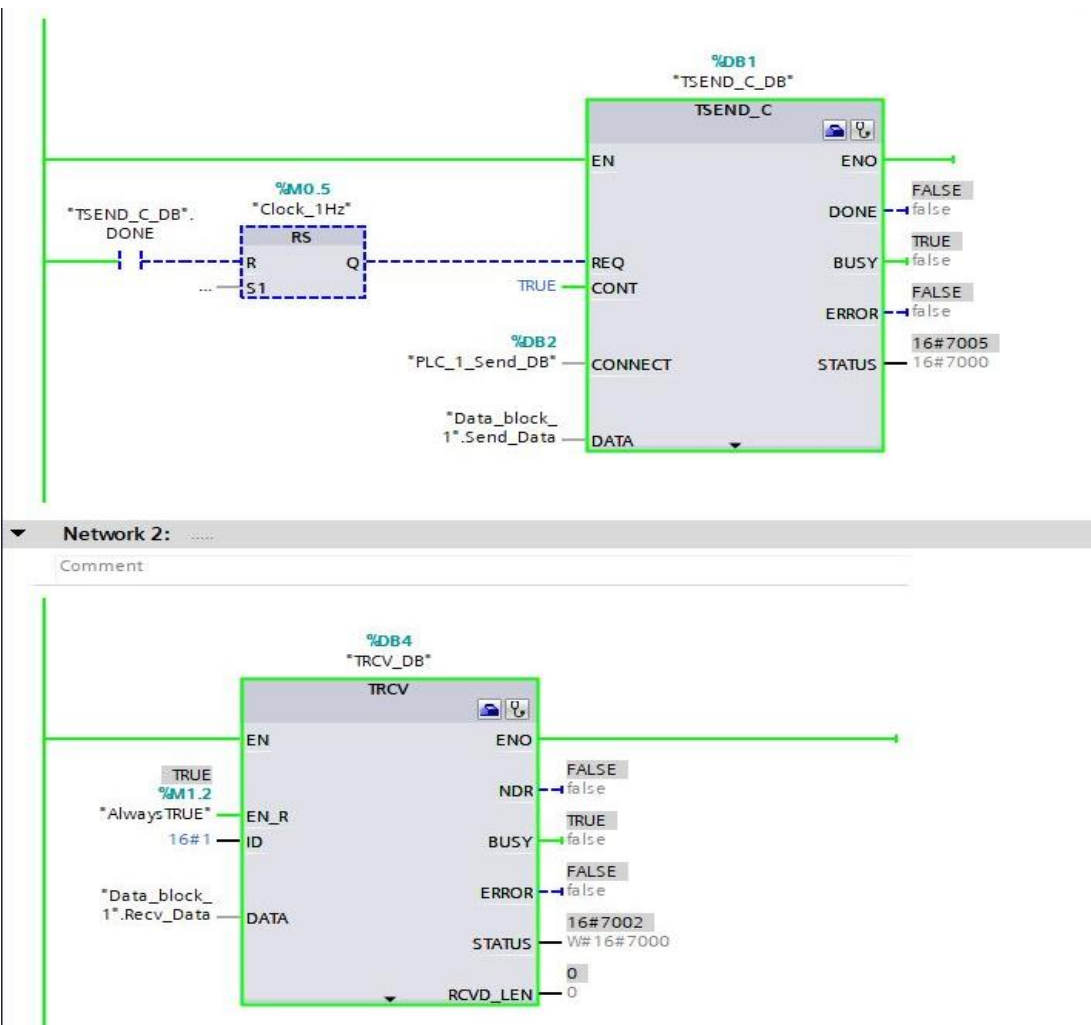 %DB1
"TSEND_C_DB"
TSEND_C
EN ENO
%M0.5
"Clock_1Hz"
"TSEND_C_DB".
DONE
RS
R Q
... S1
REQ
TRUE CONT
%DB2
"PLC_1_Send_DB" CONNECT
"Data_block_
1".Send_Data DATA
FALSE
DONE false
TRUE
BUSY false
FALSE
ERROR false
16#7005
STATUS 16#7000
Network 2: .....
Comment
%DB4
"TRCV_DB"
TRCV
EN ENO
TRUE
%M1.2
"AlwaysTRUE" EN_R
16#1 ID
"Data_block_
1".Recv_Data DATA
FALSE
NDR false
TRUE
BUSY false
FALSE
ERROR false
16#7002
STATUS W#16#7000
0
RCVD_LEN 0